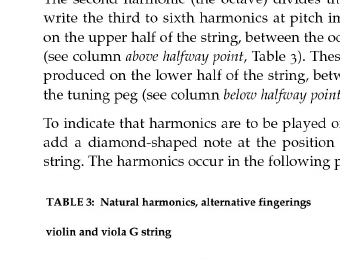 The second harmonic (the octave) divides th
write the third to sixth harmonics at pitch im
on the upper half of the string, between the oc
(see column above halfway point, Table 3). Thes
produced on the lower half of the string, betw
the tuning peg (see column below halfway point
To indicate that harmonics are to be played o
add a diamond-shaped note at the position
string. The harmonics occur in the following p
TABLE 3: Natural harmonics, alternative fingerings
violin and viola G string